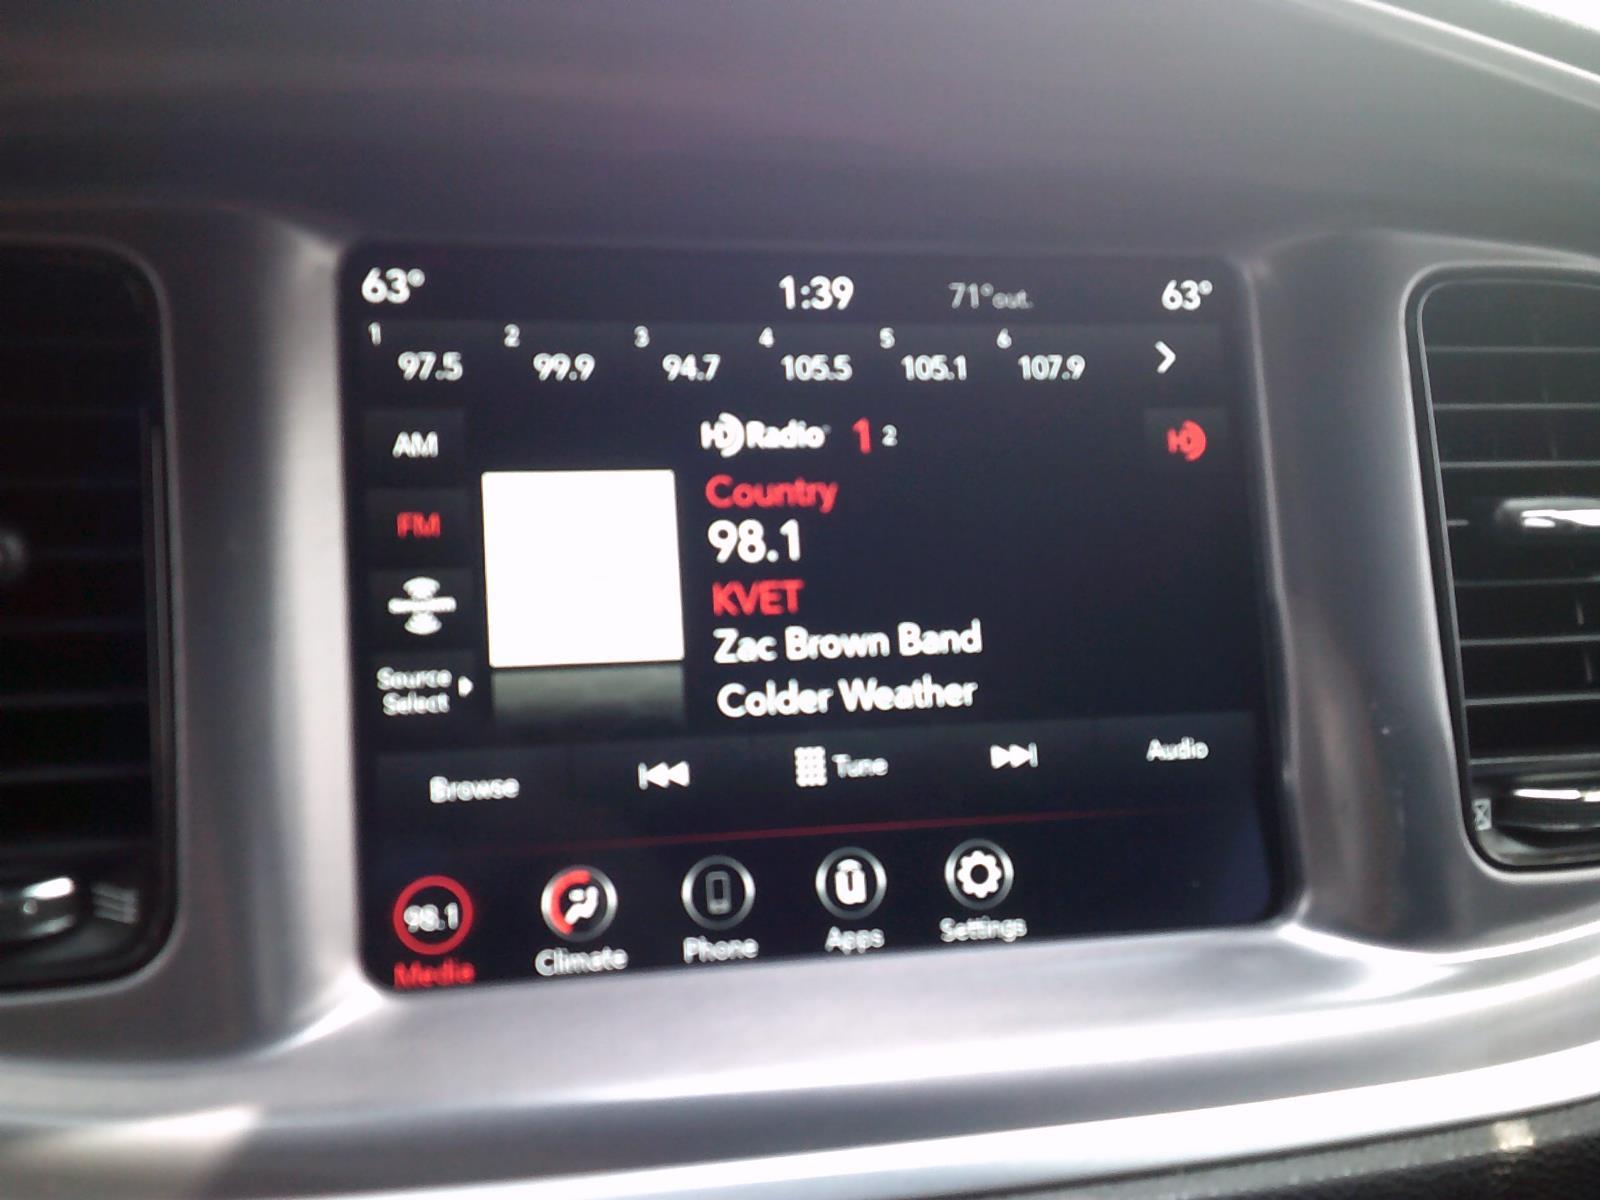 63° 1:39 71°out. 63°
1 2 3 4 5 6
97.5 99.9 94.7 105.5 105.1 107.9
AM HD Radio 1 2 HD
Country
FM 98.1
KVET
Zac Brown Band
Source
Select
Colder Weather
Browse Tune Audio
98.1
Media Climate Phone Apps Settings